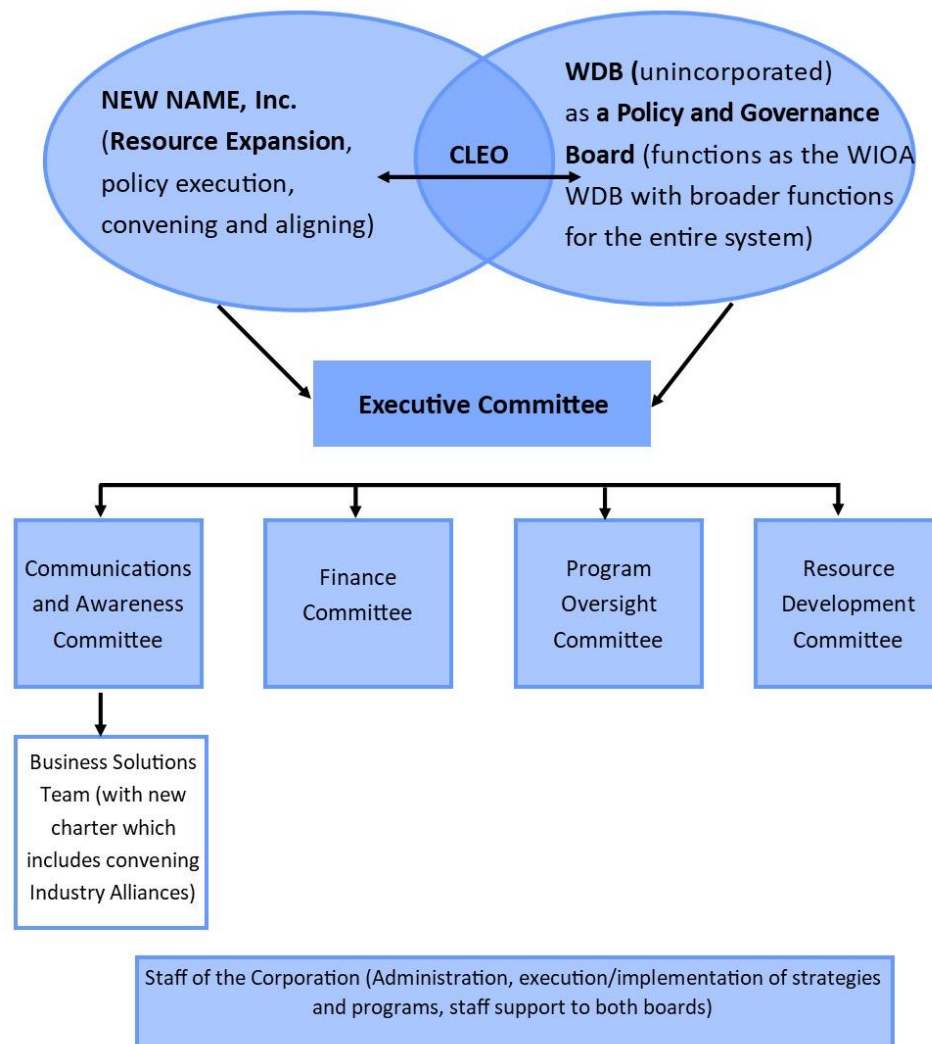 NEW NAME, Inc.
(Resource Expansion,
policy execution,
convening and aligning)
CLEO
WDB (unincorporated)
as a Policy and Governance
Board (functions as the WIOA
WDB with broader functions
for the entire system)
Executive Committee
Communications
and Awareness
Committee
Finance
Committee
Program
Oversight
Committee
Resource
Development
Committee
Business Solutions
Team (with new
charter which
includes convening
Industry Alliances)
Staff of the Corporation (Administration, execution/implementation of strategies
and programs, staff support to both boards)